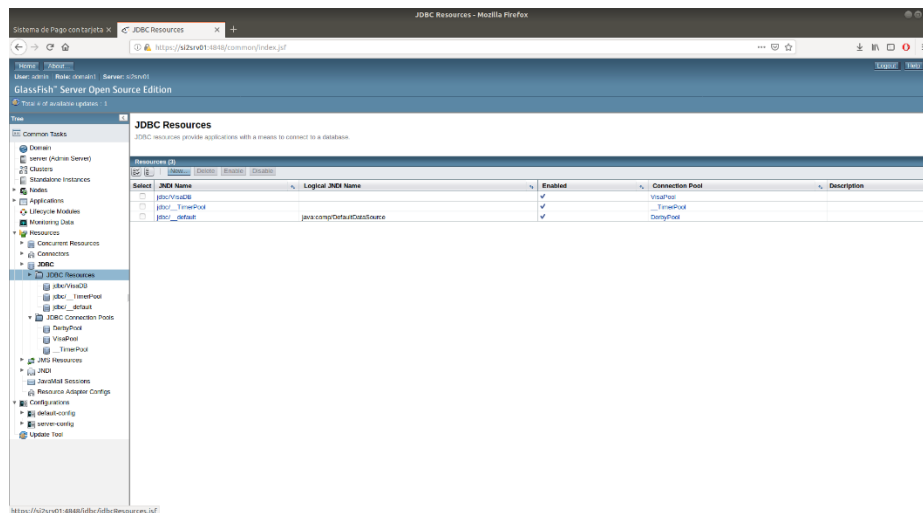 JDBC Resources - Mozilla Firefox
Sistema de Pago con tarjeta × JDBC Resources × +
https://si2srv01:4848/common/index.jsf
Home About... Logout Help
User: admin Role: domain1 Server: si2srv01
GlassFish™ Server Open Source Edition
Total # of available updates : 1
Tree
Common Tasks
Domain
server (Admin Server)
Clusters
Standalone Instances
Nodes
Applications
Lifecycle Modules
Monitoring Data
Resources
Concurrent Resources
Connectors
JDBC
JDBC Resources
jdbc/VisaDB
jdbc/__TimerPool
jdbc/__default
JDBC Connection Pools
DerbyPool
VisaPool
__TimerPool
JMS Resources
JNDI
JavaMail Sessions
Resource Adapter Configs
Configurations
default-config
server-config
Update Tool
JDBC Resources
JDBC resources provide applications with a means to connect to a database.
Resources (3)
New... Delete Enable Disable
Select JNDI Name Logical JNDI Name Enabled Connection Pool Description
jdbc/VisaDB VisaPool
jdbc/__TimerPool __TimerPool
jdbc/__default java:comp/DefaultDataSource DerbyPool
https://si2srv01:4848/jdbc/jdbcResources.jsf